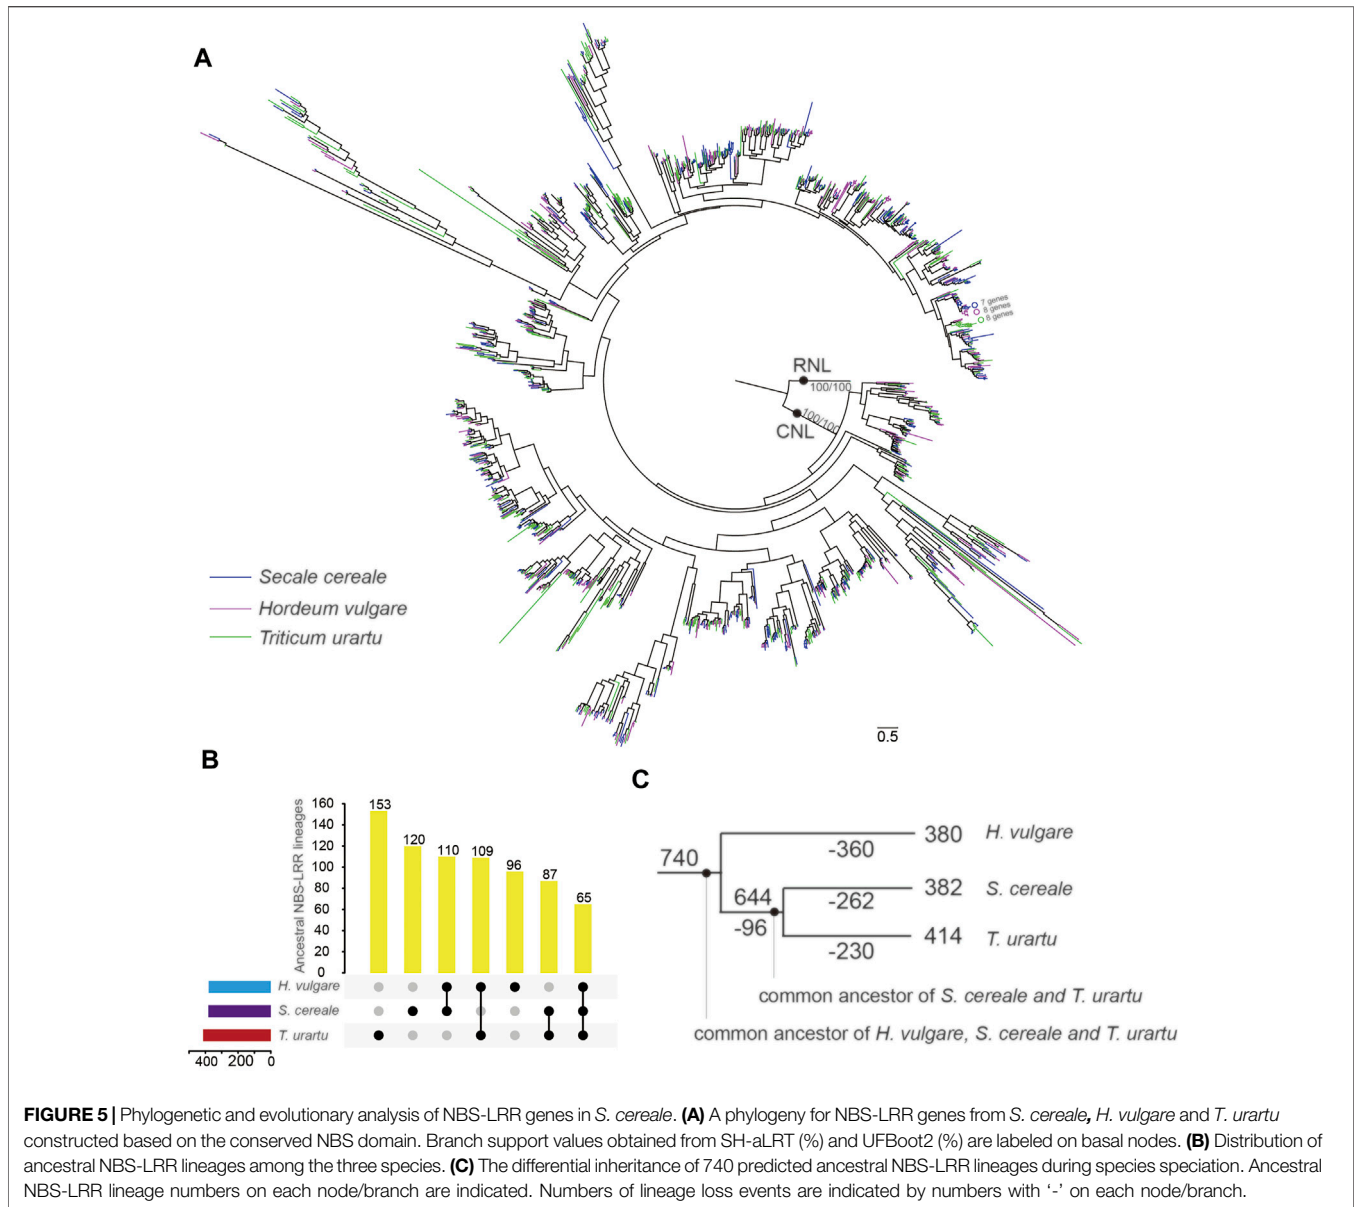 A
7 genes
8 genes
8 genes
RNL
100/100
100/100
CNL
Secale cereale
Hordeum vulgare
Triticum urartu
0.5
B
Ancestral NBS-LRR lineages
160
140
120
100
80
60
40
20
0
153
120
110
109
96
87
65
H. vulgare
S. cereale
T. urartu
400 200 0
C
740
644
-96
-360
380 H. vulgare
-262
382 S. cereale
-230
414 T. urartu
common ancestor of S. cereale and T. urartu
common ancestor of H. vulgare, S. cereale and T. urartu
FIGURE 5 | Phylogenetic and evolutionary analysis of NBS-LRR genes in S. cereale. (A) A phylogeny for NBS-LRR genes from S. cereale, H. vulgare and T. urartu
constructed based on the conserved NBS domain. Branch support values obtained from SH-aLRT (%) and UFBoot2 (%) are labeled on basal nodes. (B) Distribution of
ancestral NBS-LRR lineages among the three species. (C) The differential inheritance of 740 predicted ancestral NBS-LRR lineages during species speciation. Ancestral
NBS-LRR lineage numbers on each node/branch are indicated. Numbers of lineage loss events are indicated by numbers with '-' on each node/branch.